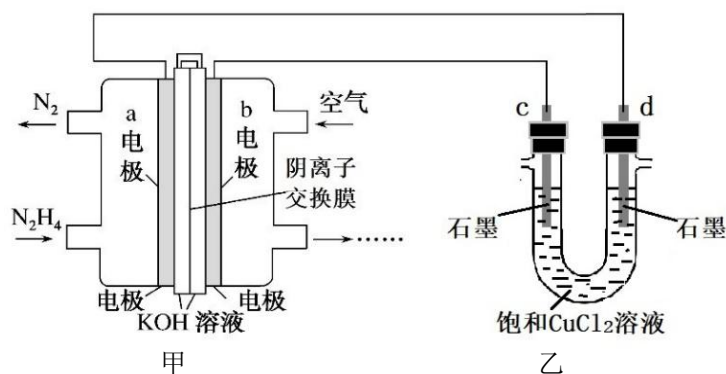 N₂
N₂H₄
a
电
极
b
电
极
空气
阴离子
交换膜
……
电极
电极
KOH 溶液
甲
c
d
石墨
石墨
饱和CuCl₂溶液
乙